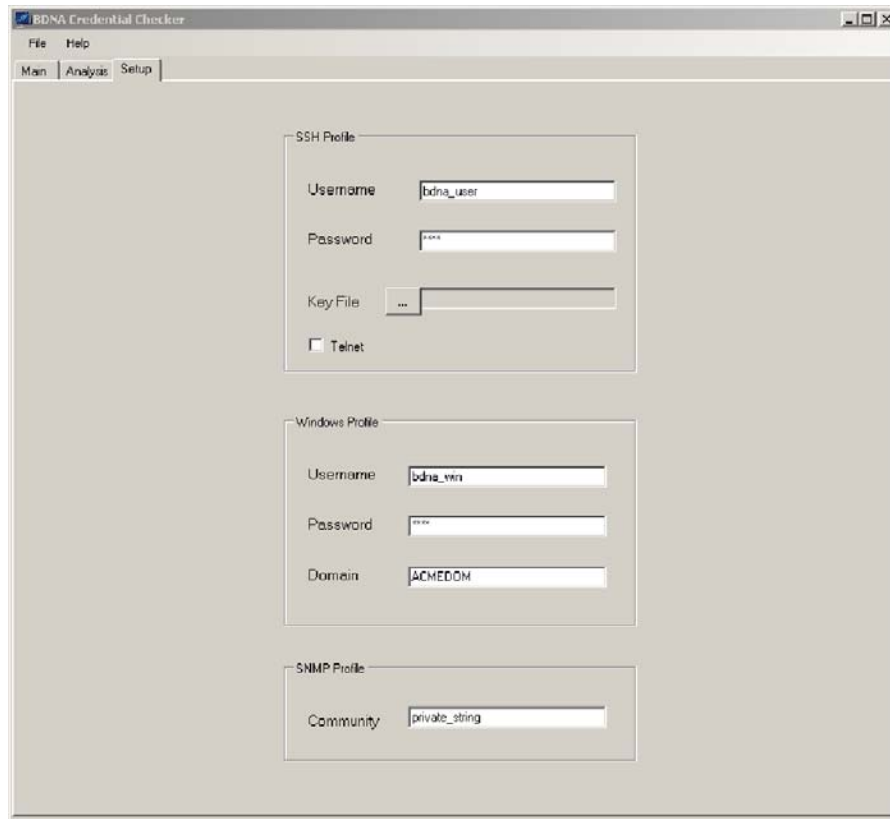 BDNA Credential Checker
File Help
Main Analysis Setup
SSH Profile
Username bdna_user
Password ****
Key File ...
Telnet
Windows Profile
Username bdna_win
Password ****
Domain ACMEDOM
SNMP Profile
Community private_string